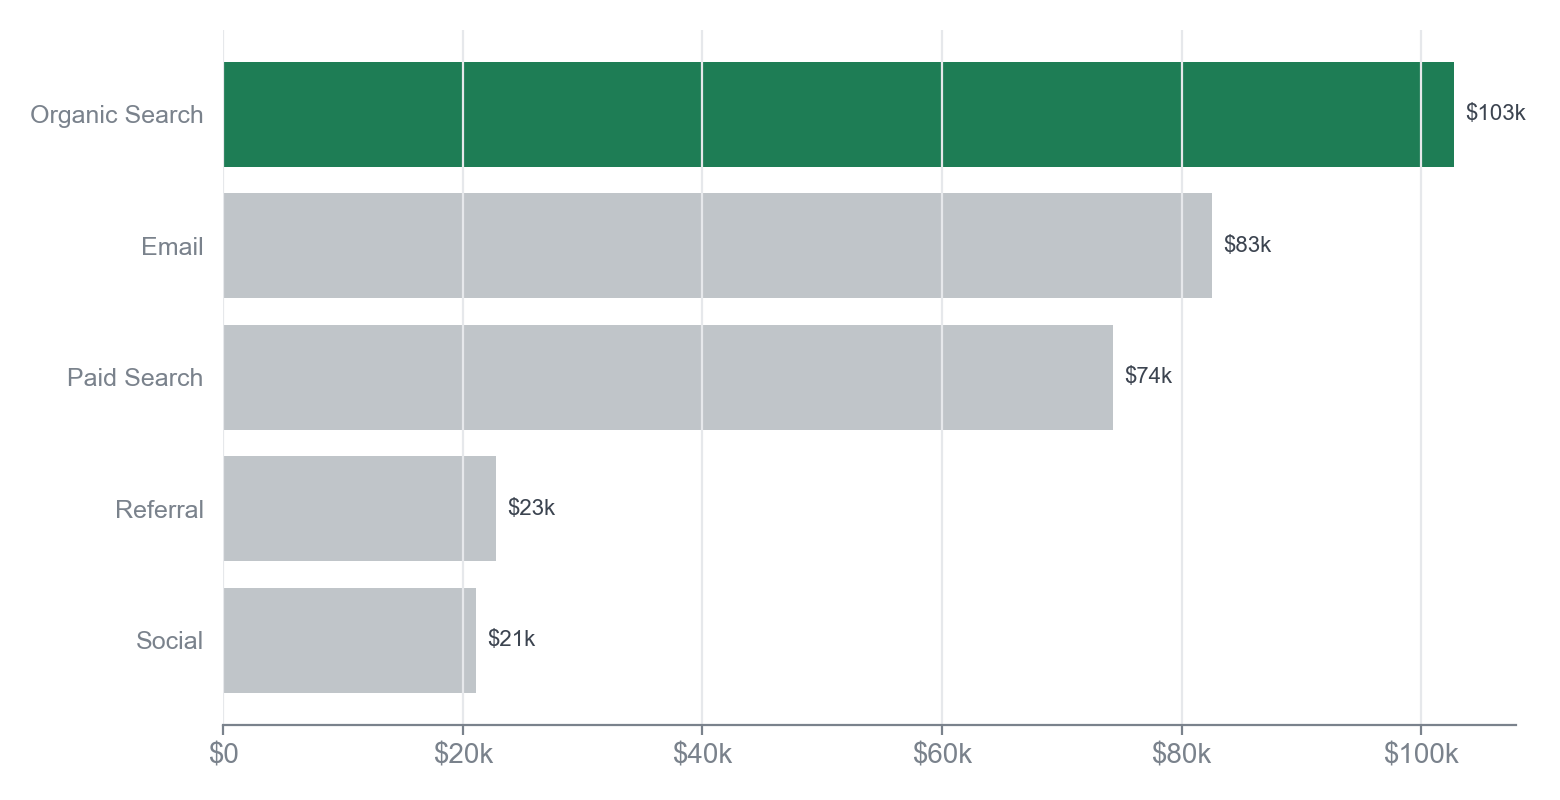 Organic Search
$103k
Email
$83k
Paid Search
$74k
Referral
$23k
Social
$21k
$0 $20k $40k $60k $80k $100k